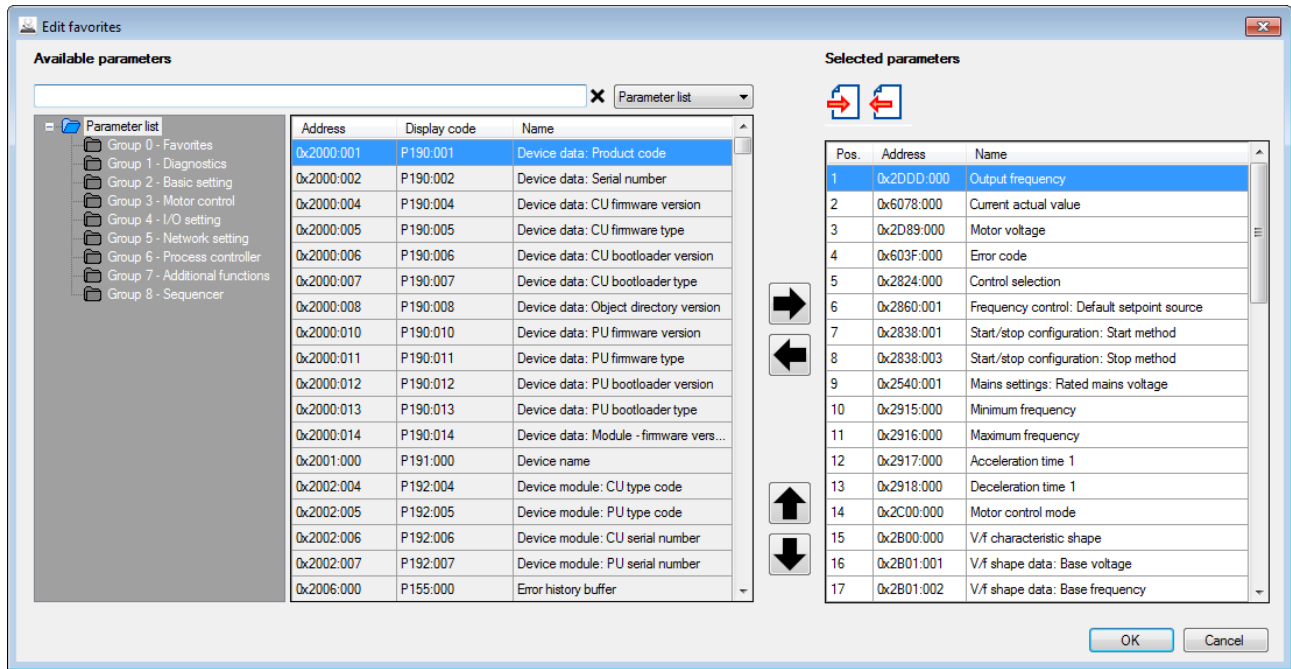 Edit favorites
Available parameters
Parameter list
Parameter list
Group 0 - Favorites
Group 1 - Diagnostics
Group 2 - Basic setting
Group 3 - Motor control
Group 4 - I/O setting
Group 5 - Network setting
Group 6 - Process controller
Group 7 - Additional functions
Group 8 - Sequencer
Address Display code Name
0x2000:001 P190:001 Device data: Product code
0x2000:002 P190:002 Device data: Serial number
0x2000:004 P190:004 Device data: CU firmware version
0x2000:005 P190:005 Device data: CU firmware type
0x2000:006 P190:006 Device data: CU bootloader version
0x2000:007 P190:007 Device data: CU bootloader type
0x2000:008 P190:008 Device data: Object directory version
0x2000:010 P190:010 Device data: PU firmware version
0x2000:011 P190:011 Device data: PU firmware type
0x2000:012 P190:012 Device data: PU bootloader version
0x2000:013 P190:013 Device data: PU bootloader type
0x2000:014 P190:014 Device data: Module - firmware vers...
0x2001:000 P191:000 Device name
0x2002:004 P192:004 Device module: CU type code
0x2002:005 P192:005 Device module: PU type code
0x2002:006 P192:006 Device module: CU serial number
0x2002:007 P192:007 Device module: PU serial number
0x2006:000 P155:000 Error history buffer
Selected parameters
Pos. Address Name
1 0x2DDD:000 Output frequency
2 0x6078:000 Current actual value
3 0x2D89:000 Motor voltage
4 0x603F:000 Error code
5 0x2824:000 Control selection
6 0x2860:001 Frequency control: Default setpoint source
7 0x2838:001 Start/stop configuration: Start method
8 0x2838:003 Start/stop configuration: Stop method
9 0x2540:001 Mains settings: Rated mains voltage
10 0x2915:000 Minimum frequency
11 0x2916:000 Maximum frequency
12 0x2917:000 Acceleration time 1
13 0x2918:000 Deceleration time 1
14 0x2C00:000 Motor control mode
15 0x2B00:000 V/f characteristic shape
16 0x2B01:001 V/f shape data: Base voltage
17 0x2B01:002 V/f shape data: Base frequency
OK Cancel